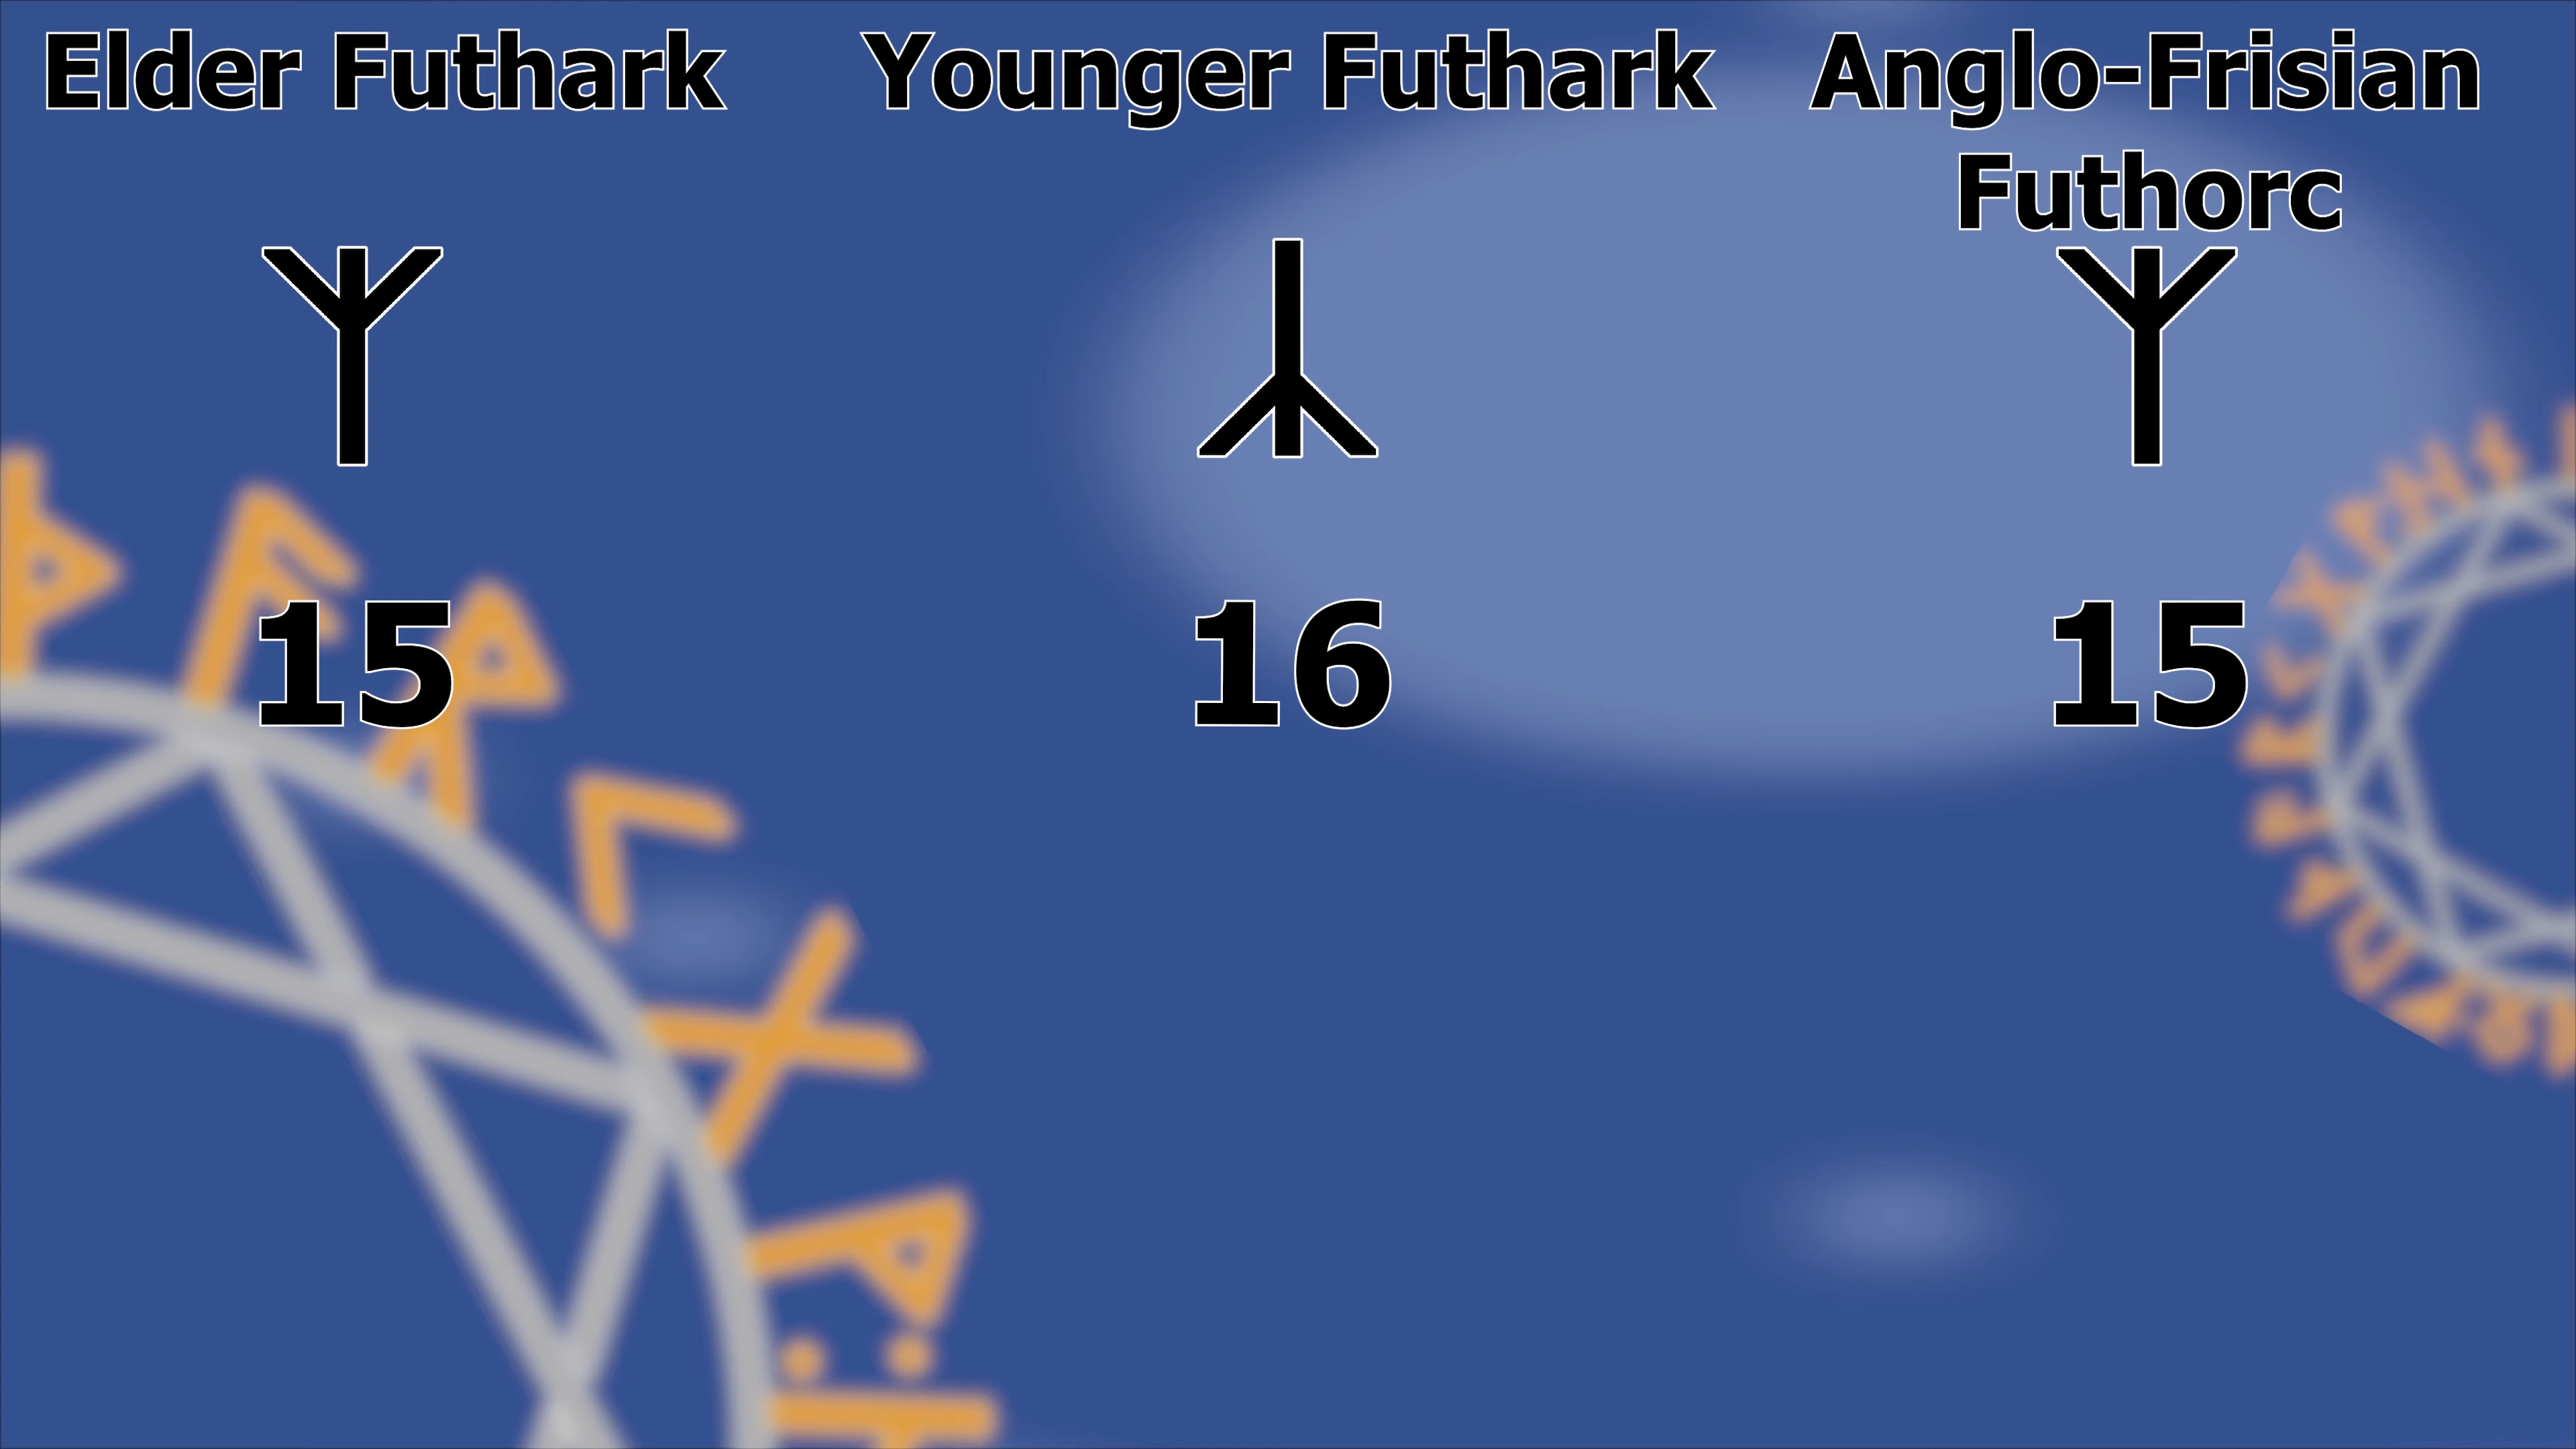 Elder Futhark Younger Futhark Anglo-Frisian
Futhorc
ᛉ ᛦ ᛉ
15 16 15